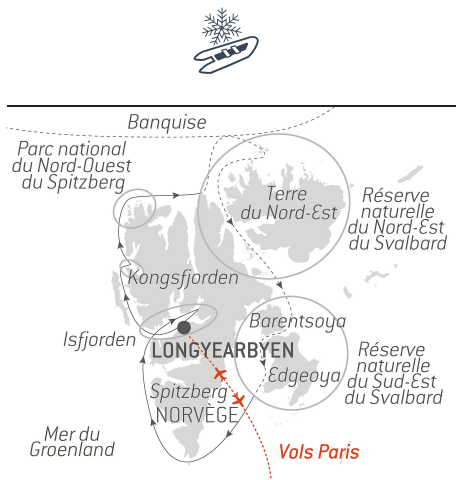 Banquise
Parc national
du Nord-Ouest
du Spitzberg
Terre
du Nord-Est
Réserve
naturelle
du Nord-Est
du Svalbard
Kongsfjorden
Isfjorden
Barentsoya
LONGYEARBYEN
Edgeoya
Réserve
naturelle
du Sud-Est
du Svalbard
Spitzberg
NORVÈGE
Mer du
Groenland
Vols Paris